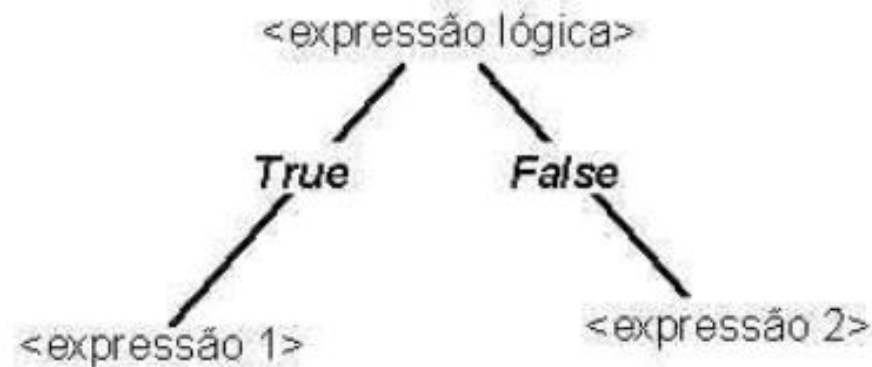 <expressão lógica>
True
False
<expressão 1>
<expressão 2>